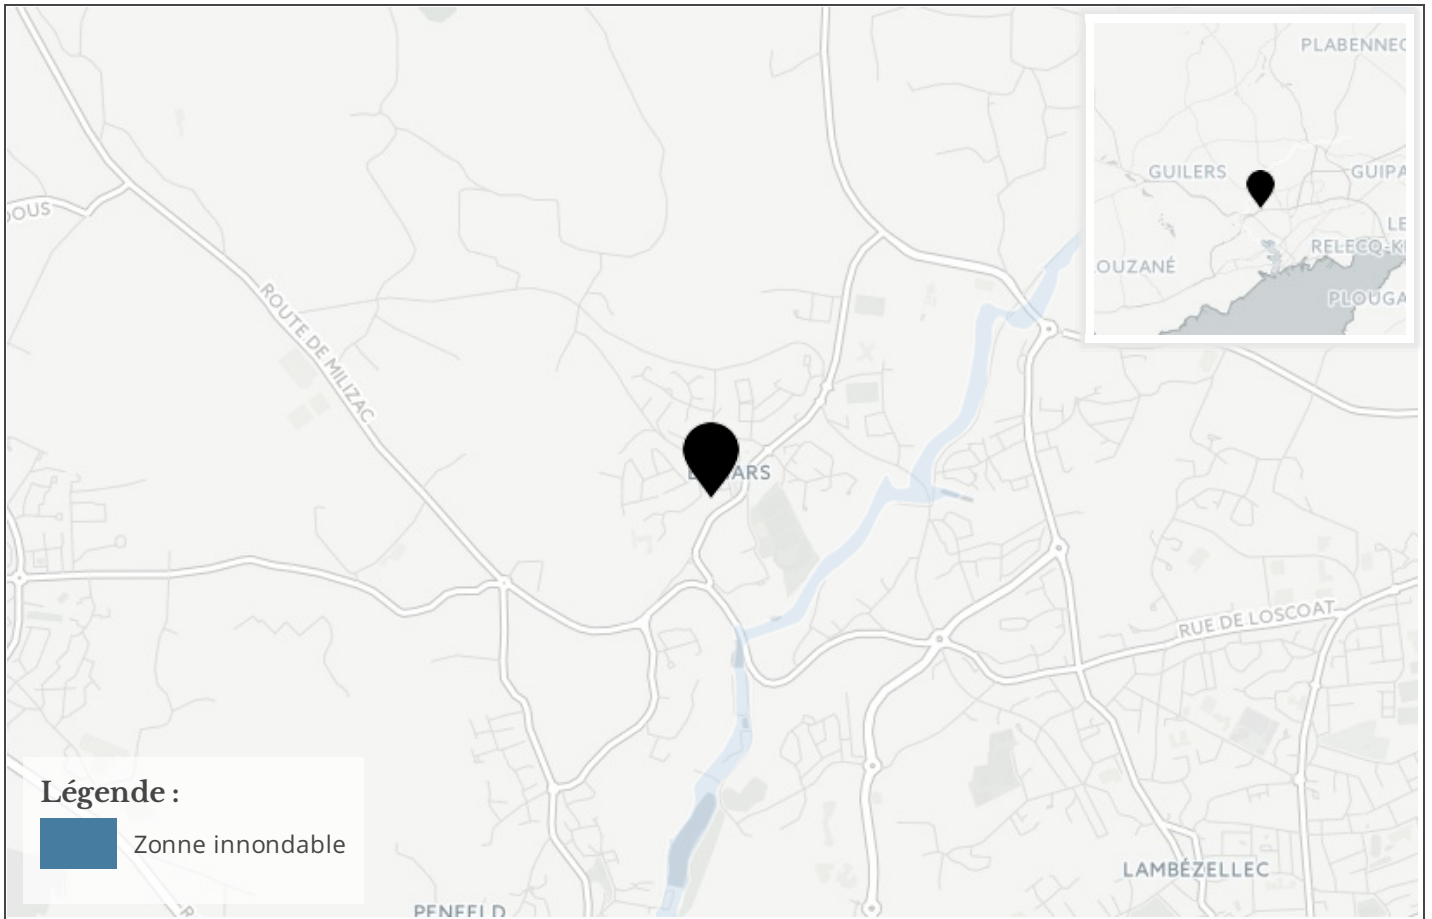 PLABENNEC
GUILERS
GUIPA
LE
RELECQ-K
OUZANÉ
PLOUGA
OUS
ROUTE DE MILIZAC
ARS
RUE DE LOSCOAT
Légende :
Zonne innondable
LAMBÉZELLEC
PENFELD
R